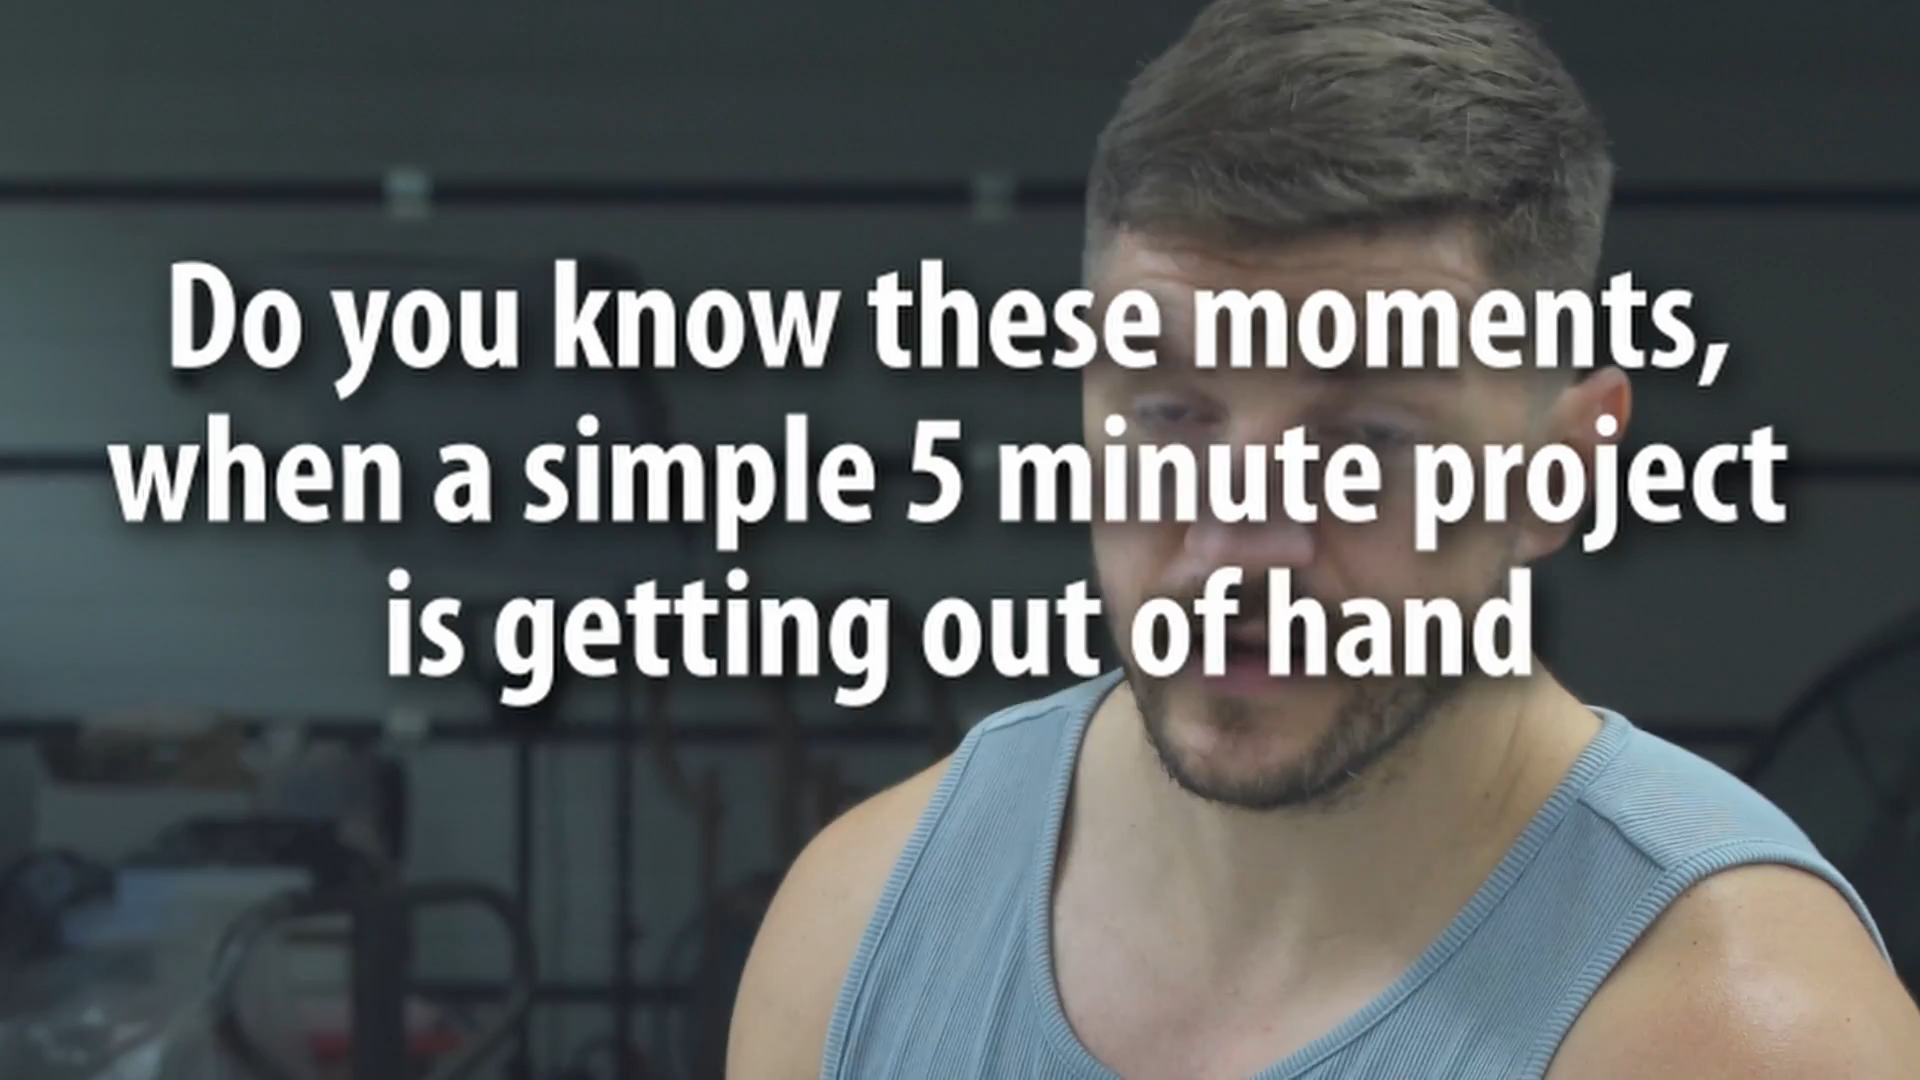 Do you know these moments,
when a simple 5 minute project
is getting out of hand